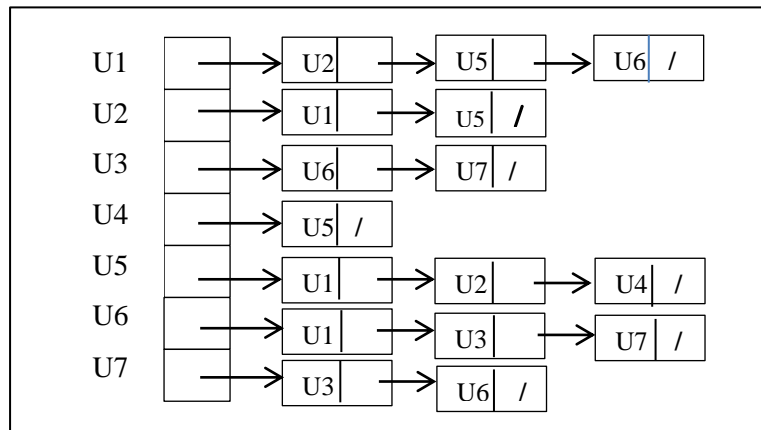 U1 U2 U5 U6 /
U2 U1 U5 /
U3 U6 U7 /
U4 U5 /
U5 U1 U2 U4 /
U6 U1 U3 U7 /
U7 U3 U6 /